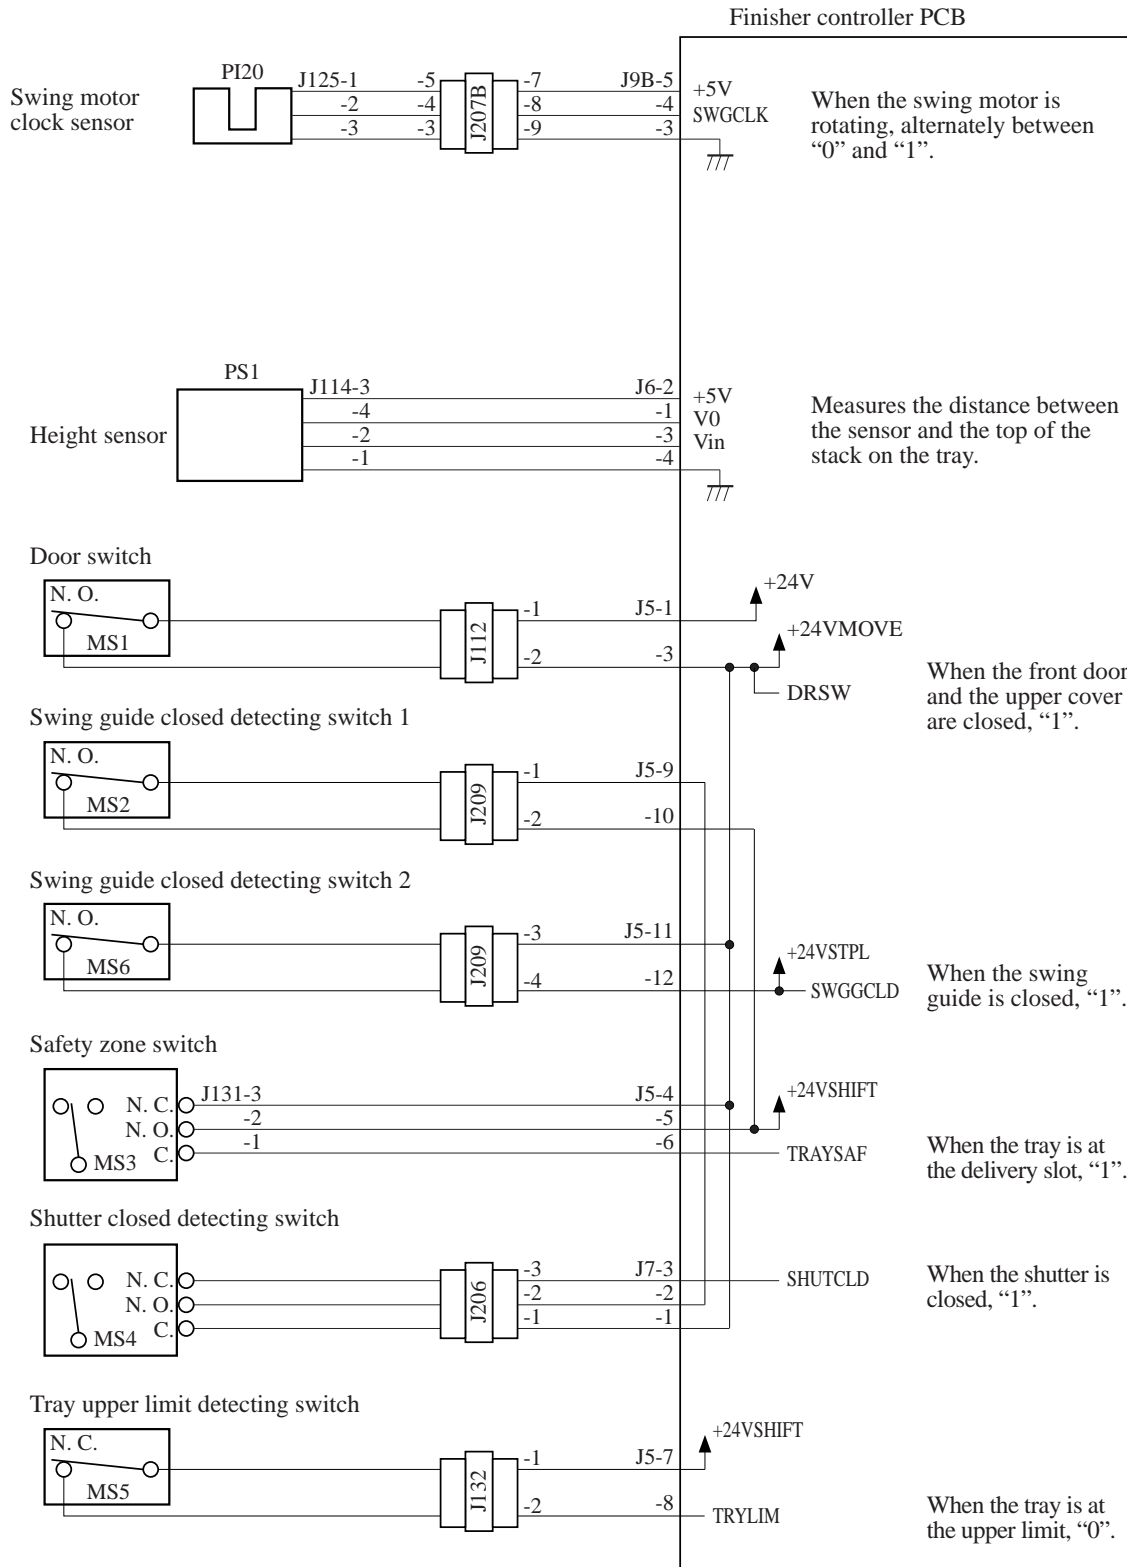 Finisher controller PCB
PI20
Swing motor
clock sensor
J125-1 -5 J207B -7 J9B-5 +5V
-2 -4 -8 -4 SWGCLK
-3 -3 -9 -3
When the swing motor is
rotating, alternately between
“0” and “1”.
PS1
Height sensor
J114-3 J6-2 +5V
-4 -1 V0
-2 -3 Vin
-1 -4
Measures the distance between
the sensor and the top of the
stack on the tray.
Door switch
N. O.
MS1
J112
-1 J5-1 +24V
-2 -3 +24VMOVE
DRSW
When the front door
and the upper cover
are closed, “1”.
Swing guide closed detecting switch 1
N. O.
MS2
J209
-1 J5-9
-2 -10
Swing guide closed detecting switch 2
N. O.
MS6
J209
-3 J5-11
-4 -12
+24VSTPL
SWGGCLD
When the swing
guide is closed, “1”.
Safety zone switch
N. C. J131-3 J5-4
N. O. -2 -5 +24VSHIFT
C. -1 -6 TRAYSAF
MS3
When the tray is at
the delivery slot, “1”.
Shutter closed detecting switch
N. C. J206 -3 J7-3 SHUTCLD
N. O. -2 -2
C. -1 -1
MS4
When the shutter is
closed, “1”.
Tray upper limit detecting switch
N. C.
MS5
J132
-1 J5-7 +24VSHIFT
-2 -8 TRYLIM
When the tray is at
the upper limit, “0”.